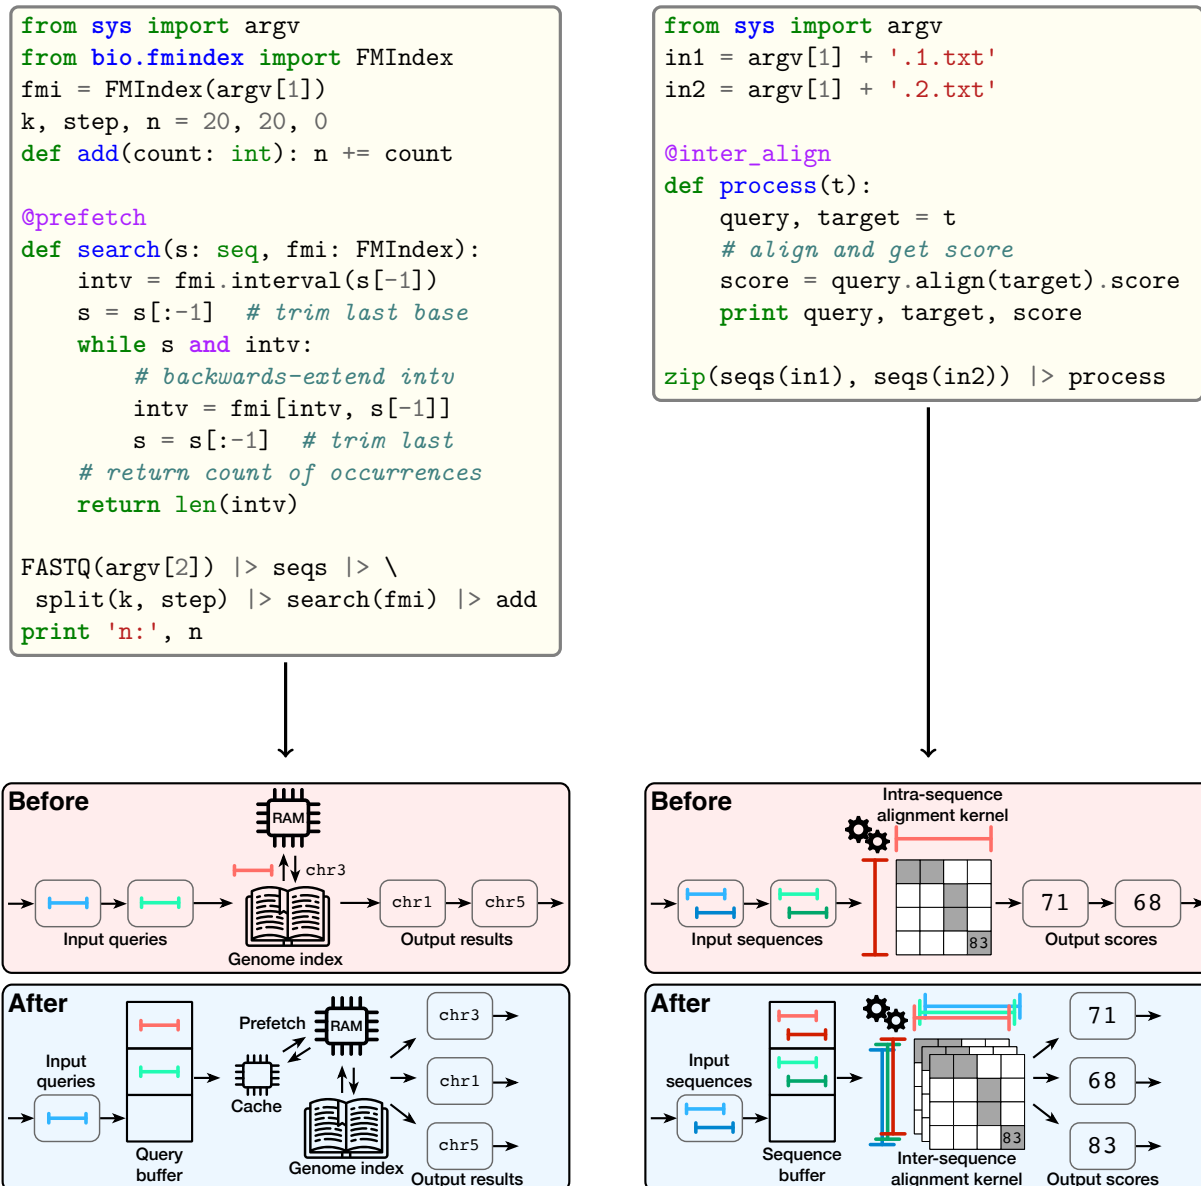 from sys import argv
from bio.fmindex import FMIndex
fmi = FMIndex(argv[1])
k, step, n = 20, 20, 0
def add(count: int): n += count

@prefetch
def search(s: seq, fmi: FMIndex):
    intv = fmi.interval(s[-1])
    s = s[:-1]  # trim last base
    while s and intv:
        # backwards-extend intv
        intv = fmi[intv, s[-1]]
        s = s[:-1]  # trim last
    # return count of occurrences
    return len(intv)

FASTQ(argv[2]) |> seqs |> \
 split(k, step) |> search(fmi) |> add
print 'n:', n

from sys import argv
in1 = argv[1] + '.1.txt'
in2 = argv[1] + '.2.txt'

@inter_align
def process(t):
    query, target = t
    # align and get score
    score = query.align(target).score
    print query, target, score

zip(seqs(in1), seqs(in2)) |> process

Before
RAM
chr3
chr1
chr5
Input queries
Output results
Genome index

Before
Intra-sequence
alignment kernel
71
68
83
Input sequences
Output scores

After
Prefetch
RAM
chr3
Input
queries
chr1
Cache
chr5
Query
buffer
Genome index
Output results

After
71
Input
sequences
68
83
83
Sequence
buffer
Inter-sequence
alignment kernel
Output scores